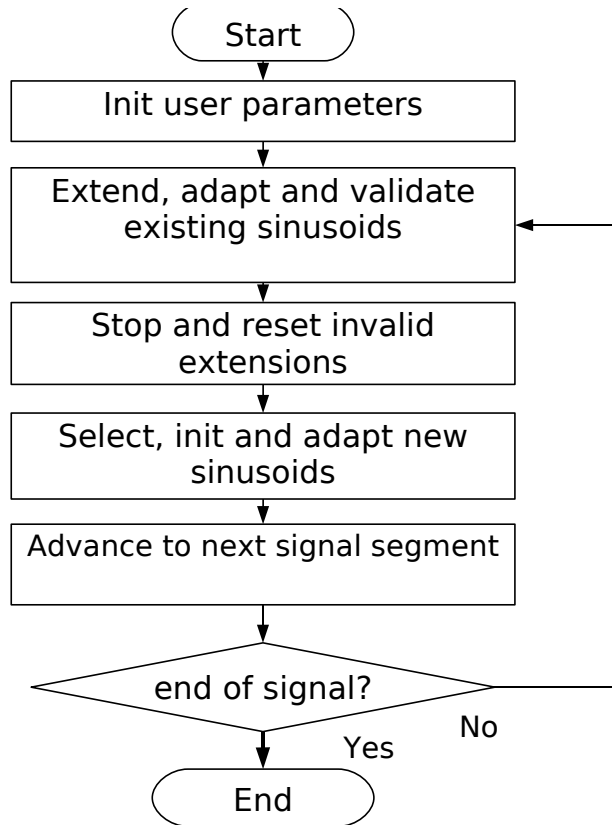 Start
Init user parameters
Extend, adapt and validate
existing sinusoids
Stop and reset invalid
extensions
Select, init and adapt new
sinusoids
Advance to next signal segment
end of signal?
No
Yes
End